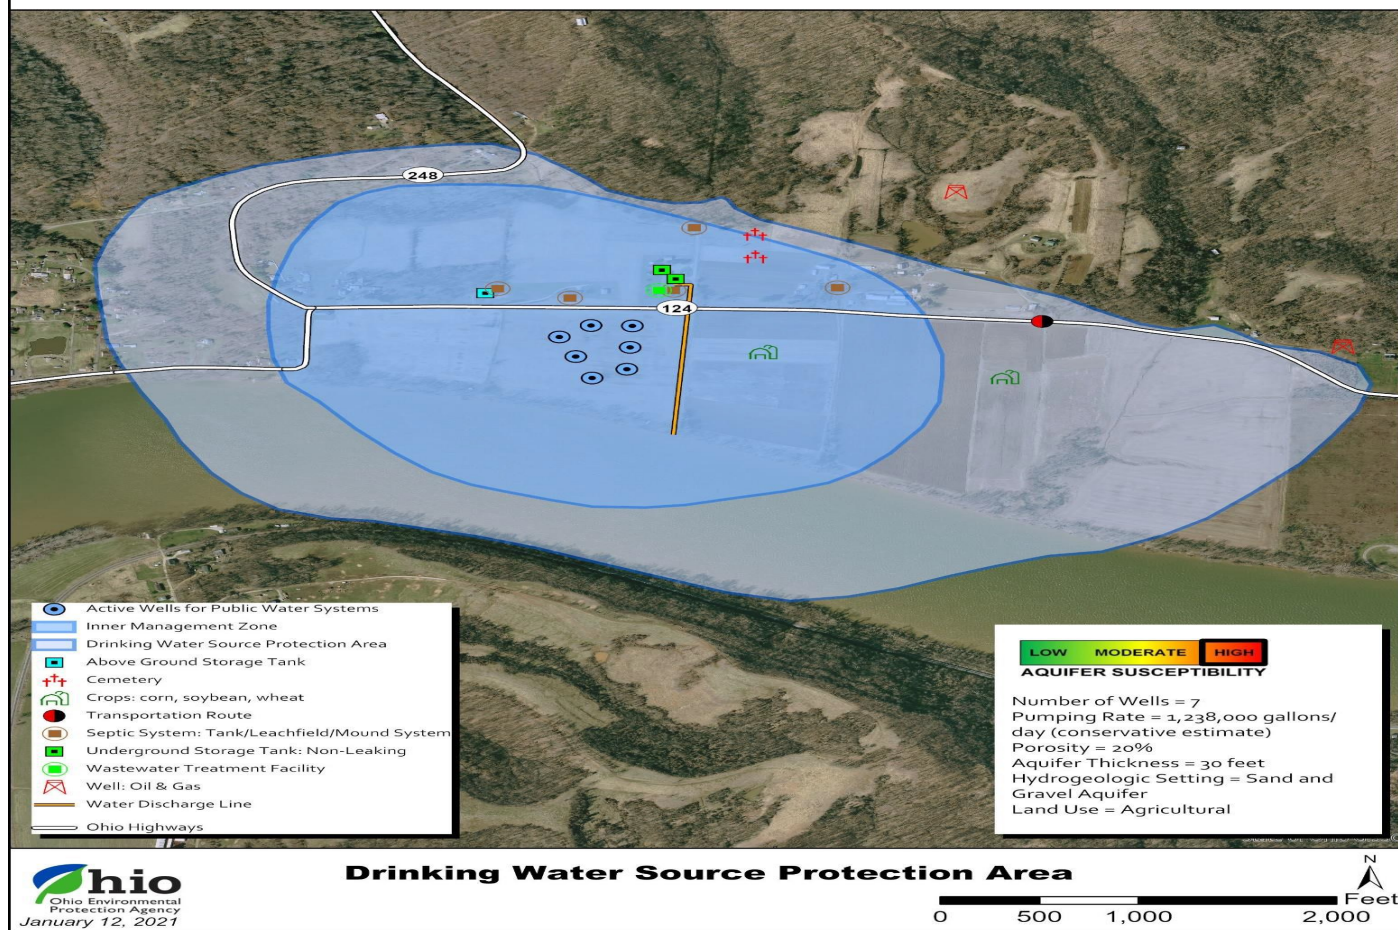 248
124
Active Wells for Public Water Systems
Inner Management Zone
Drinking Water Source Protection Area
Above Ground Storage Tank
Cemetery
Crops: corn, soybean, wheat
Transportation Route
Septic System: Tank/Leachfield/Mound System
Underground Storage Tank: Non-Leaking
Wastewater Treatment Facility
Well: Oil & Gas
Water Discharge Line
Ohio Highways
LOW MODERATE HIGH
AQUIFER SUSCEPTIBILITY
Number of Wells = 7
Pumping Rate = 1,238,000 gallons/
day (conservative estimate)
Porosity = 20%
Aquifer Thickness = 30 feet
Hydrogeologic Setting = Sand and
Gravel Aquifer
Land Use = Agricultural
Ohio
Ohio Environmental
Protection Agency
January 12, 2021
Drinking Water Source Protection Area
N
Feet
0 500 1,000 2,000